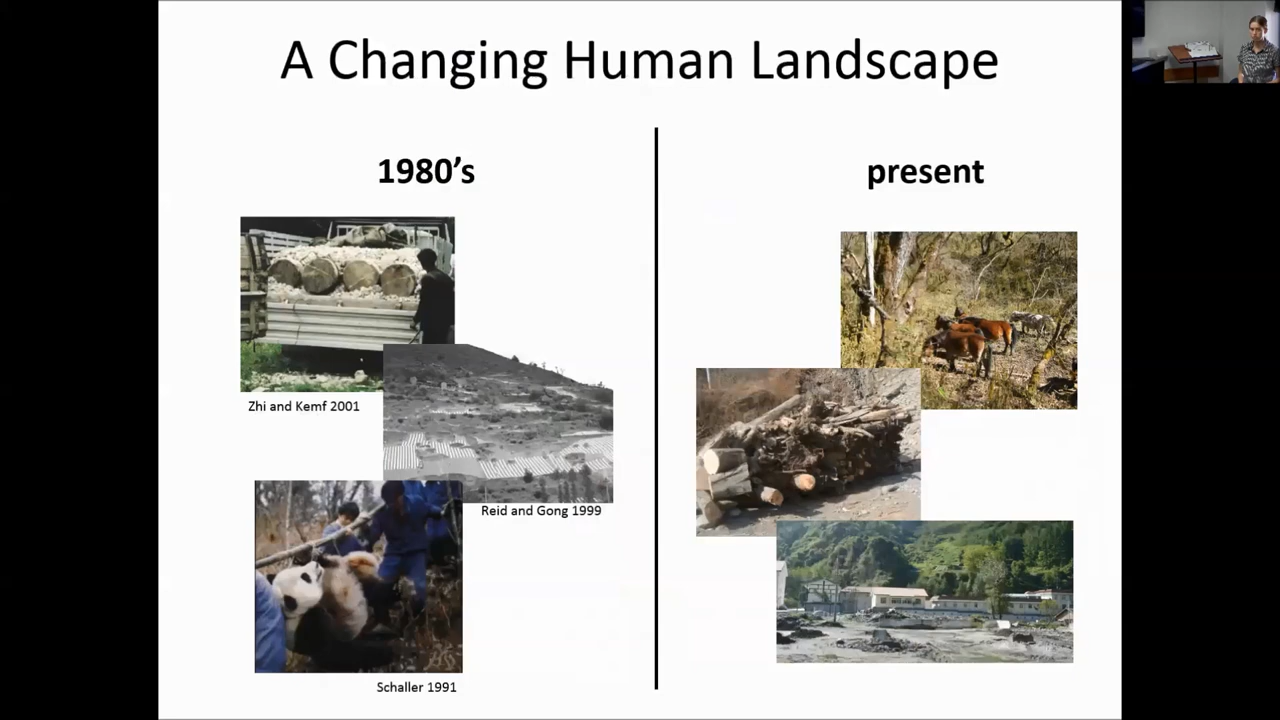 A Changing Human Landscape
1980's
present
Zhi and Kemf 2001
Reid and Gong 1999
Schaller 1991